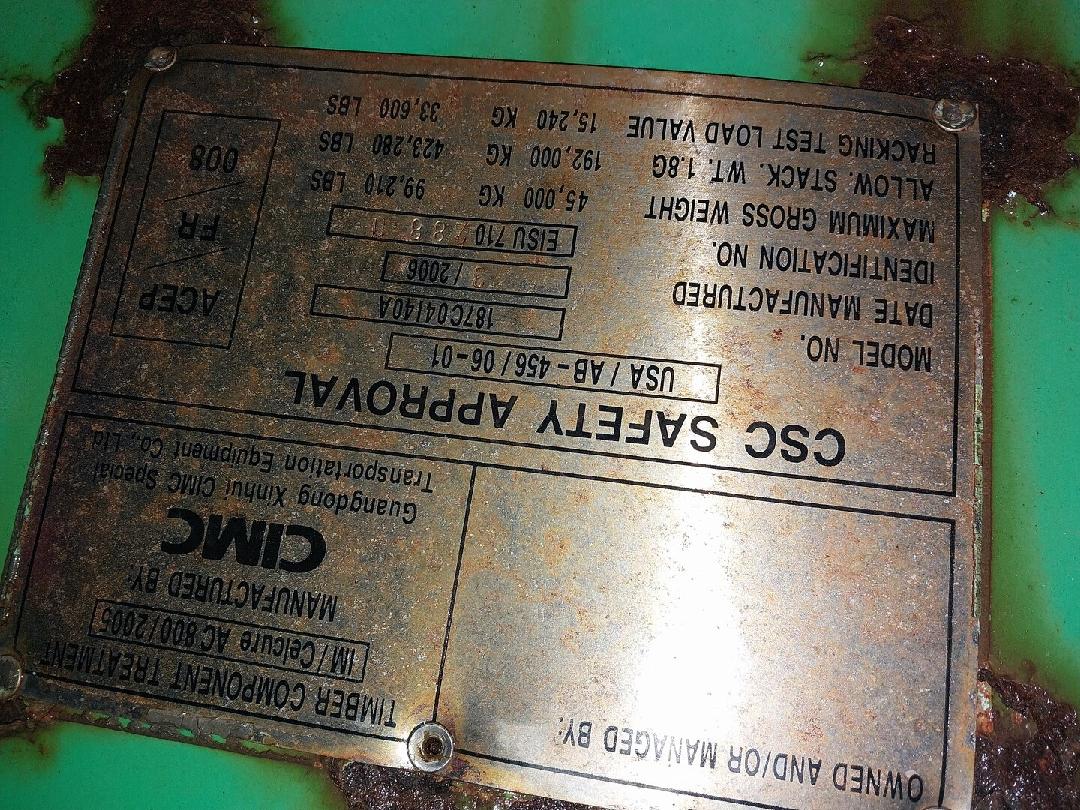 OWNED AND/OR MANAGED BY:
TIMBER COMPONENT TREATMENT
IM/Celcure AC 800/2005
MANUFACTURED BY:
CIMC
Guangdong Xinhui CIMC Special
Transportation Equipment Co., Ltd
CSC SAFETY APPROVAL
USA / AB - 456 / 06 - 01
MODEL NO. 187C04140A
DATE MANUFACTURED / 2006
IDENTIFICATION NO. EISU 710
MAXIMUM GROSS WEIGHT 45,000 KG 99,210 LBS
ALLOW. STACK. WT. 1.8G 192,000 KG 423,280 LBS
RACKING TEST LOAD VALUE 15,240 KG 33,600 LBS
ACEP
FR
008